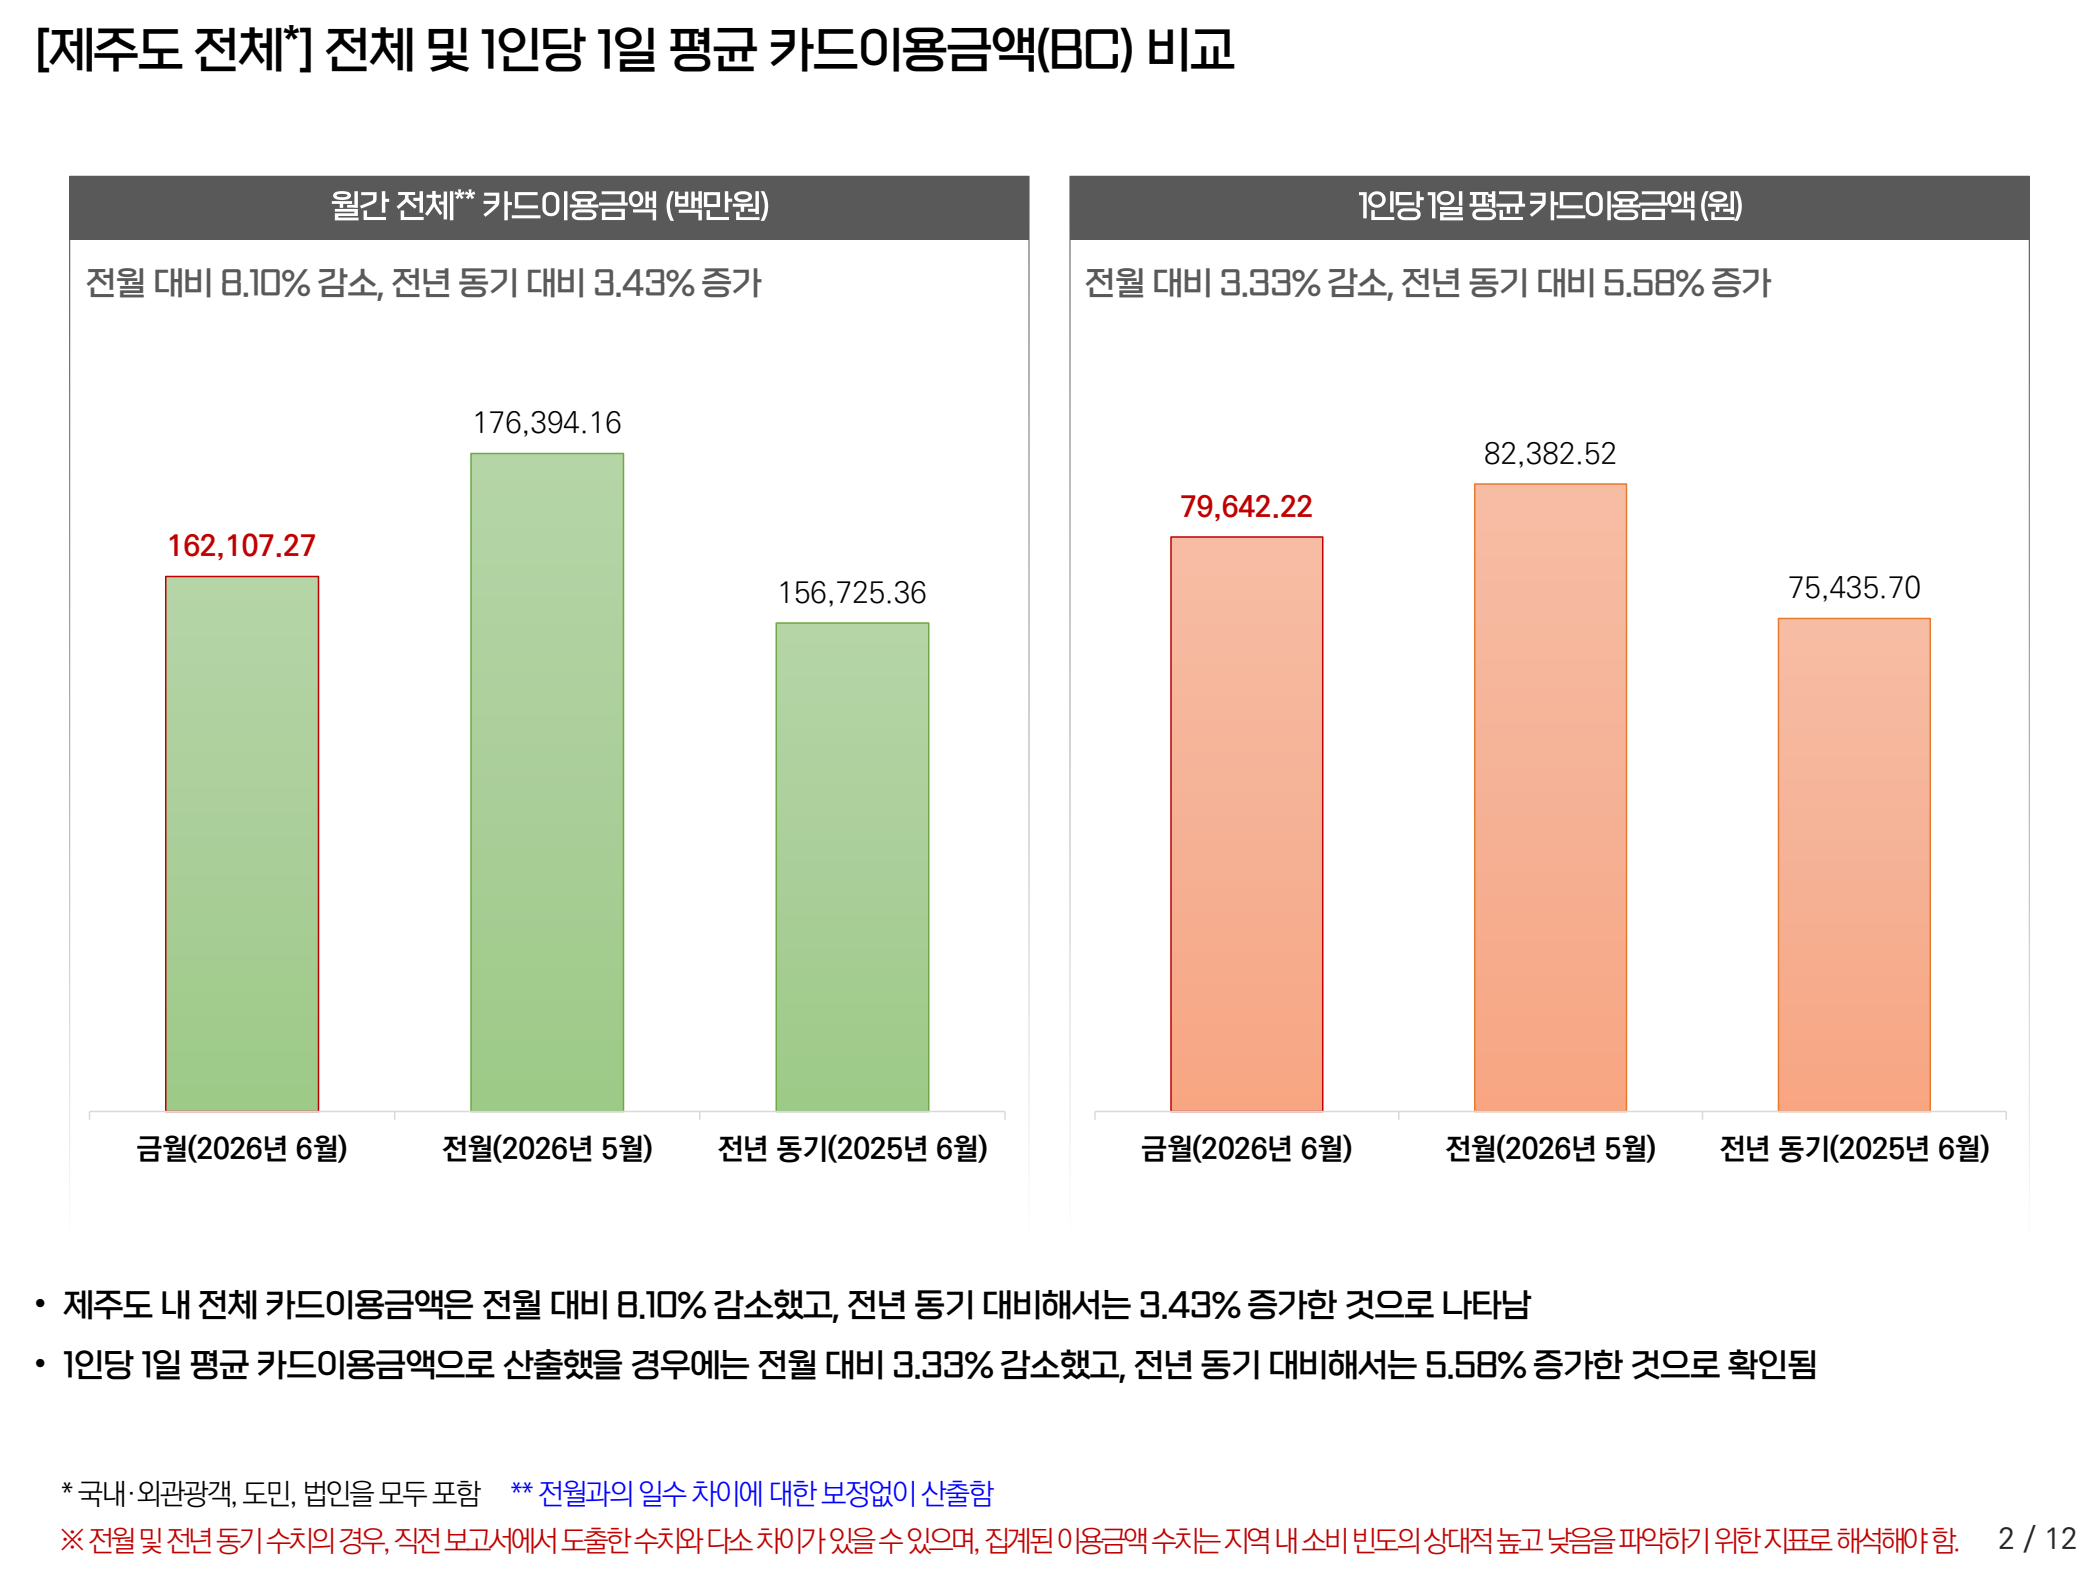 [제주도 전체*] 전체 및 1인당 1일 평균 카드이용금액(BC) 비교
월간 전체** 카드이용금액 (백만원)
전월 대비 8.10% 감소, 전년 동기 대비 3.43% 증가
162,107.27
176,394.16
156,725.36
금월(2026년 6월)
전월(2026년 5월)
전년 동기(2025년 6월)
1인당 1일 평균 카드이용금액 (원)
전월 대비 3.33% 감소, 전년 동기 대비 5.58% 증가
79,642.22
82,382.52
75,435.70
금월(2026년 6월)
전월(2026년 5월)
전년 동기(2025년 6월)
• 제주도 내 전체 카드이용금액은 전월 대비 8.10% 감소했고, 전년 동기 대비해서는 3.43% 증가한 것으로 나타남
• 1인당 1일 평균 카드이용금액으로 산출했을 경우에는 전월 대비 3.33% 감소했고, 전년 동기 대비해서는 5.58% 증가한 것으로 확인됨
* 국내·외관광객, 도민, 법인을 모두 포함 ** 전월과의 일수 차이에 대한 보정없이 산출함
※ 전월 및 전년 동기 수치의 경우, 직전 보고서에서 도출한 수치와 다소 차이가 있을 수 있으며, 집계된 이용금액 수치는 지역 내 소비 빈도의 상대적 높고 낮음을 파악하기 위한 지표로 해석해야 함.
2 / 12